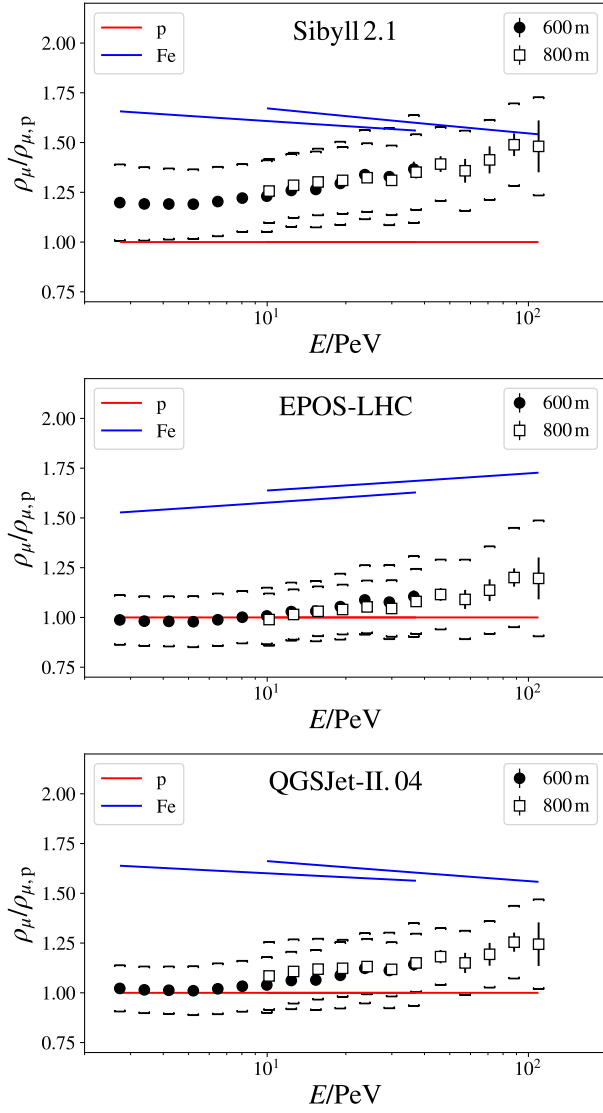 Sibyll 2.1
p
Fe
600 m
800 m
2.00
1.75
1.50
1.25
1.00
0.75
ρμ/ρμ, p
10¹
10²
E/PeV
EPOS-LHC
p
Fe
600 m
800 m
2.00
1.75
1.50
1.25
1.00
0.75
ρμ/ρμ, p
10¹
10²
E/PeV
QGSJet-II. 04
p
Fe
600 m
800 m
2.00
1.75
1.50
1.25
1.00
0.75
ρμ/ρμ, p
10¹
10²
E/PeV